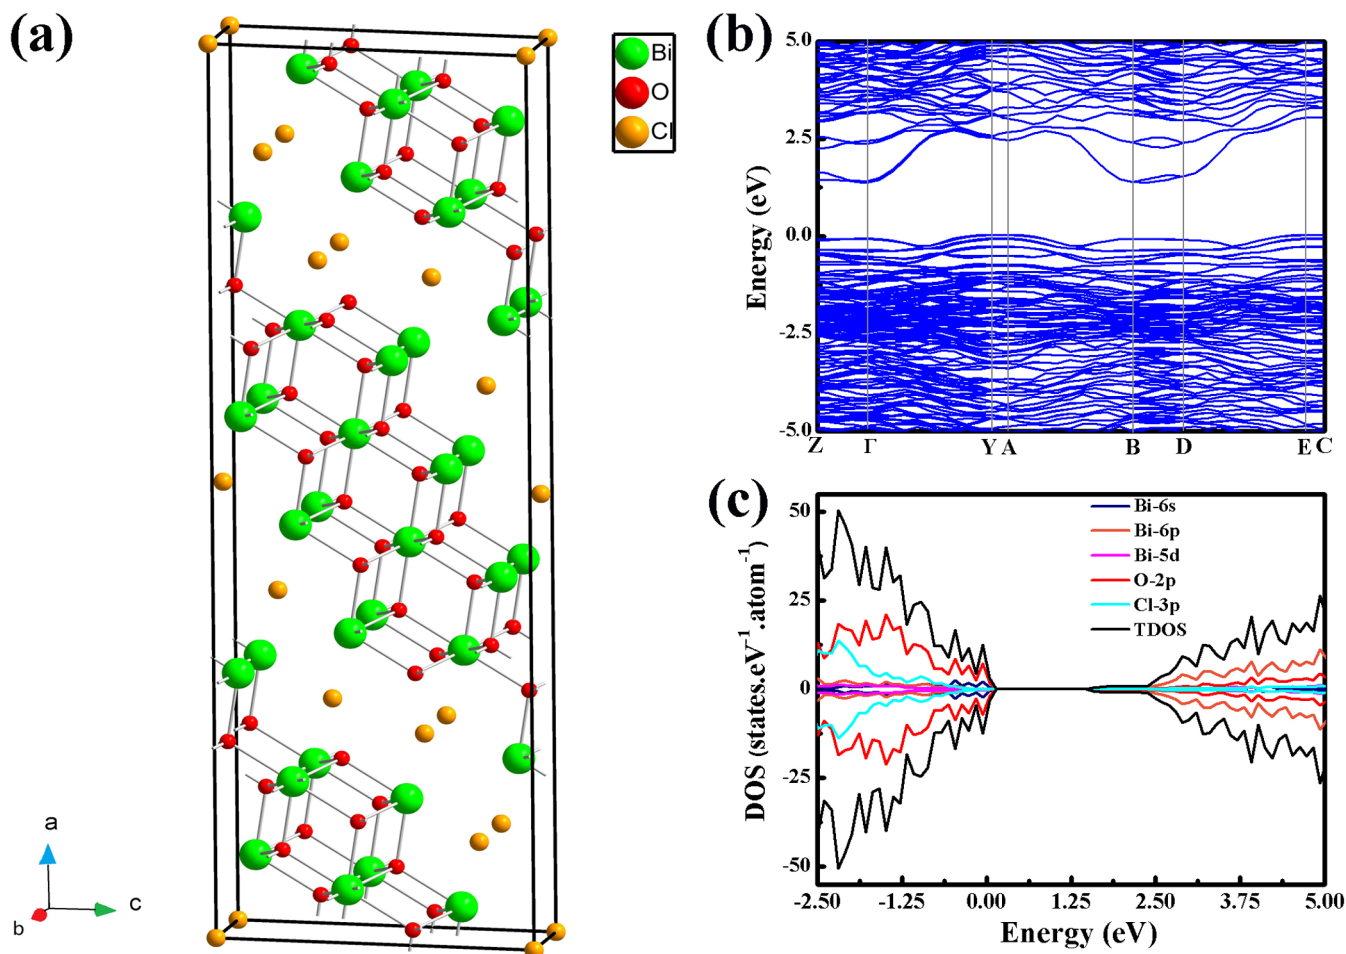 (a)
Bi
O
Cl
a
b
c
(b)
5.0
2.5
0.0
-2.5
-5.0
Energy (eV)
Z Γ Y A B D E C
(c)
Bi-6s
Bi-6p
Bi-5d
O-2p
Cl-3p
TDOS
50
25
0
-25
-50
DOS (states.eV⁻¹.atom⁻¹)
-2.50 -1.25 0.00 1.25 2.50 3.75 5.00
Energy (eV)